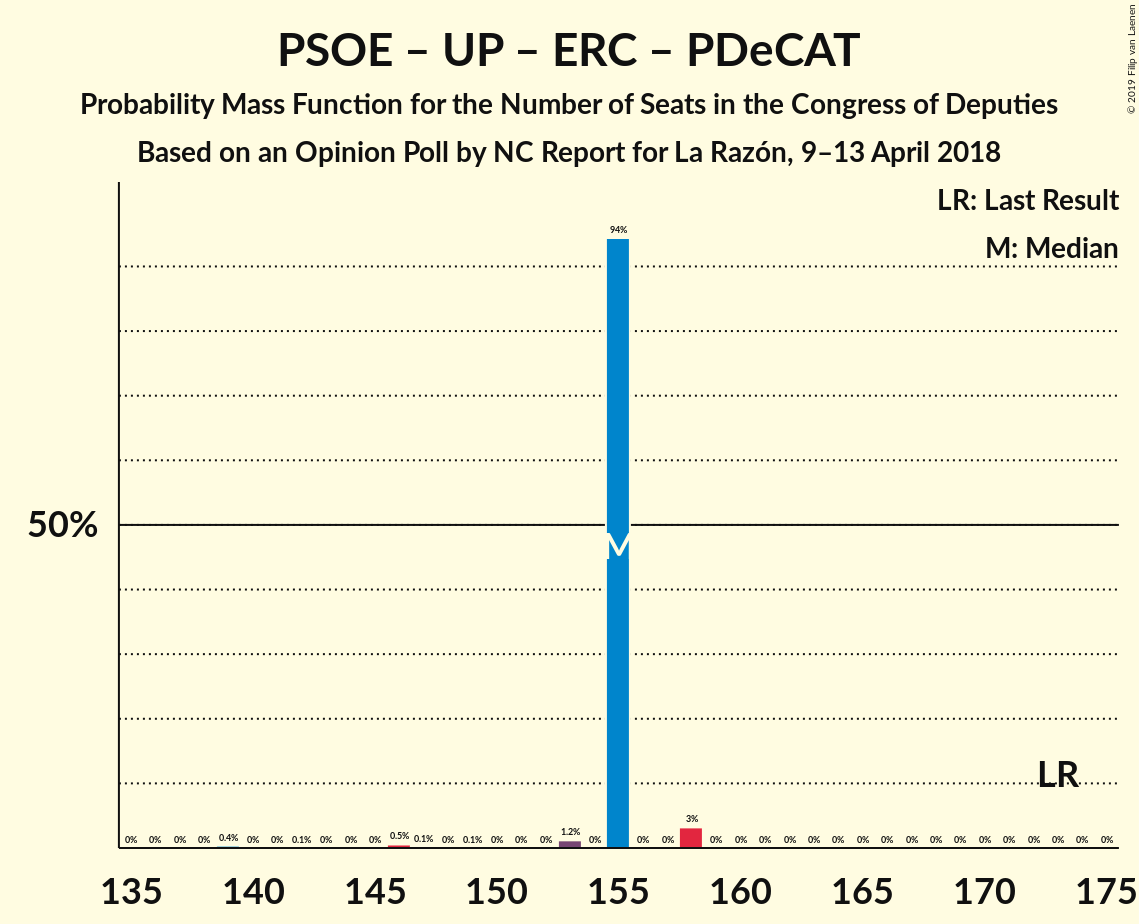 PSOE – UP – ERC – PDeCAT
Probability Mass Function for the Number of Seats in the Congress of Deputies
Based on an Opinion Poll by NC Report for La Razón, 9–13 April 2018
© 2019 Filip van Laenen
LR: Last Result
M: Median
94%
50%
M
LR
0% 0% 0% 0% 0.4% 0% 0% 0.1% 0% 0% 0% 0.5% 0.1% 0% 0.1% 0% 0% 0% 1.2% 0% 0% 0% 3% 0% 0% 0% 0% 0% 0% 0% 0% 0% 0% 0% 0% 0% 0% 0% 0% 0%
135 140 145 150 155 160 165 170 175